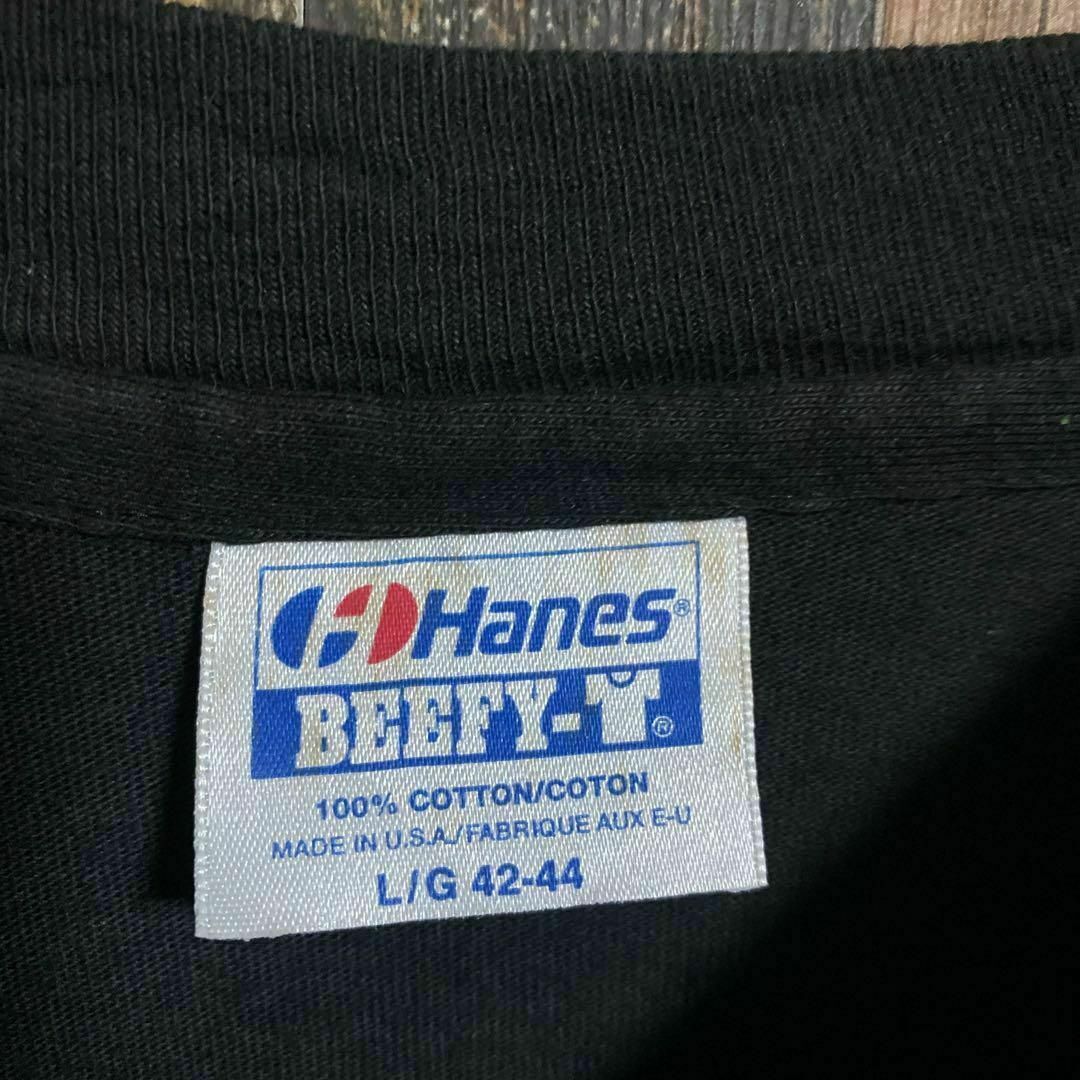 Hanes®
BEEFY-T®
100% COTTON/COTON
MADE IN U.S.A./FABRIQUE AUX E-U
L/G 42-44